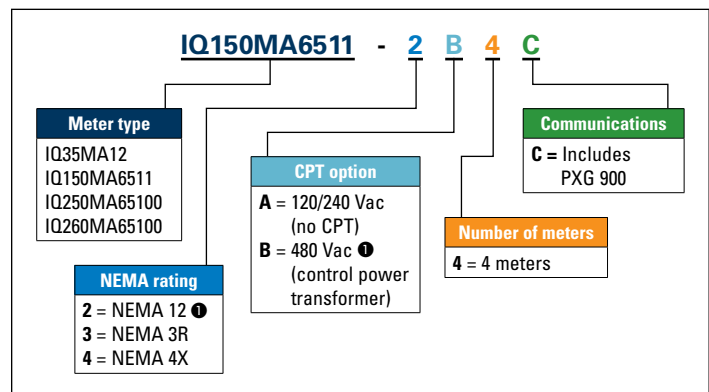 IQ150MA6511 - 2 B 4 C
Meter type
IQ35MA12
IQ150MA6511
IQ250MA65100
IQ260MA65100
NEMA rating
2 = NEMA 12 ❶
3 = NEMA 3R
4 = NEMA 4X
CPT option
A = 120/240 Vac
(no CPT)
B = 480 Vac ❶
(control power
transformer)
Number of meters
4 = 4 meters
Communications
C = Includes
PXG 900